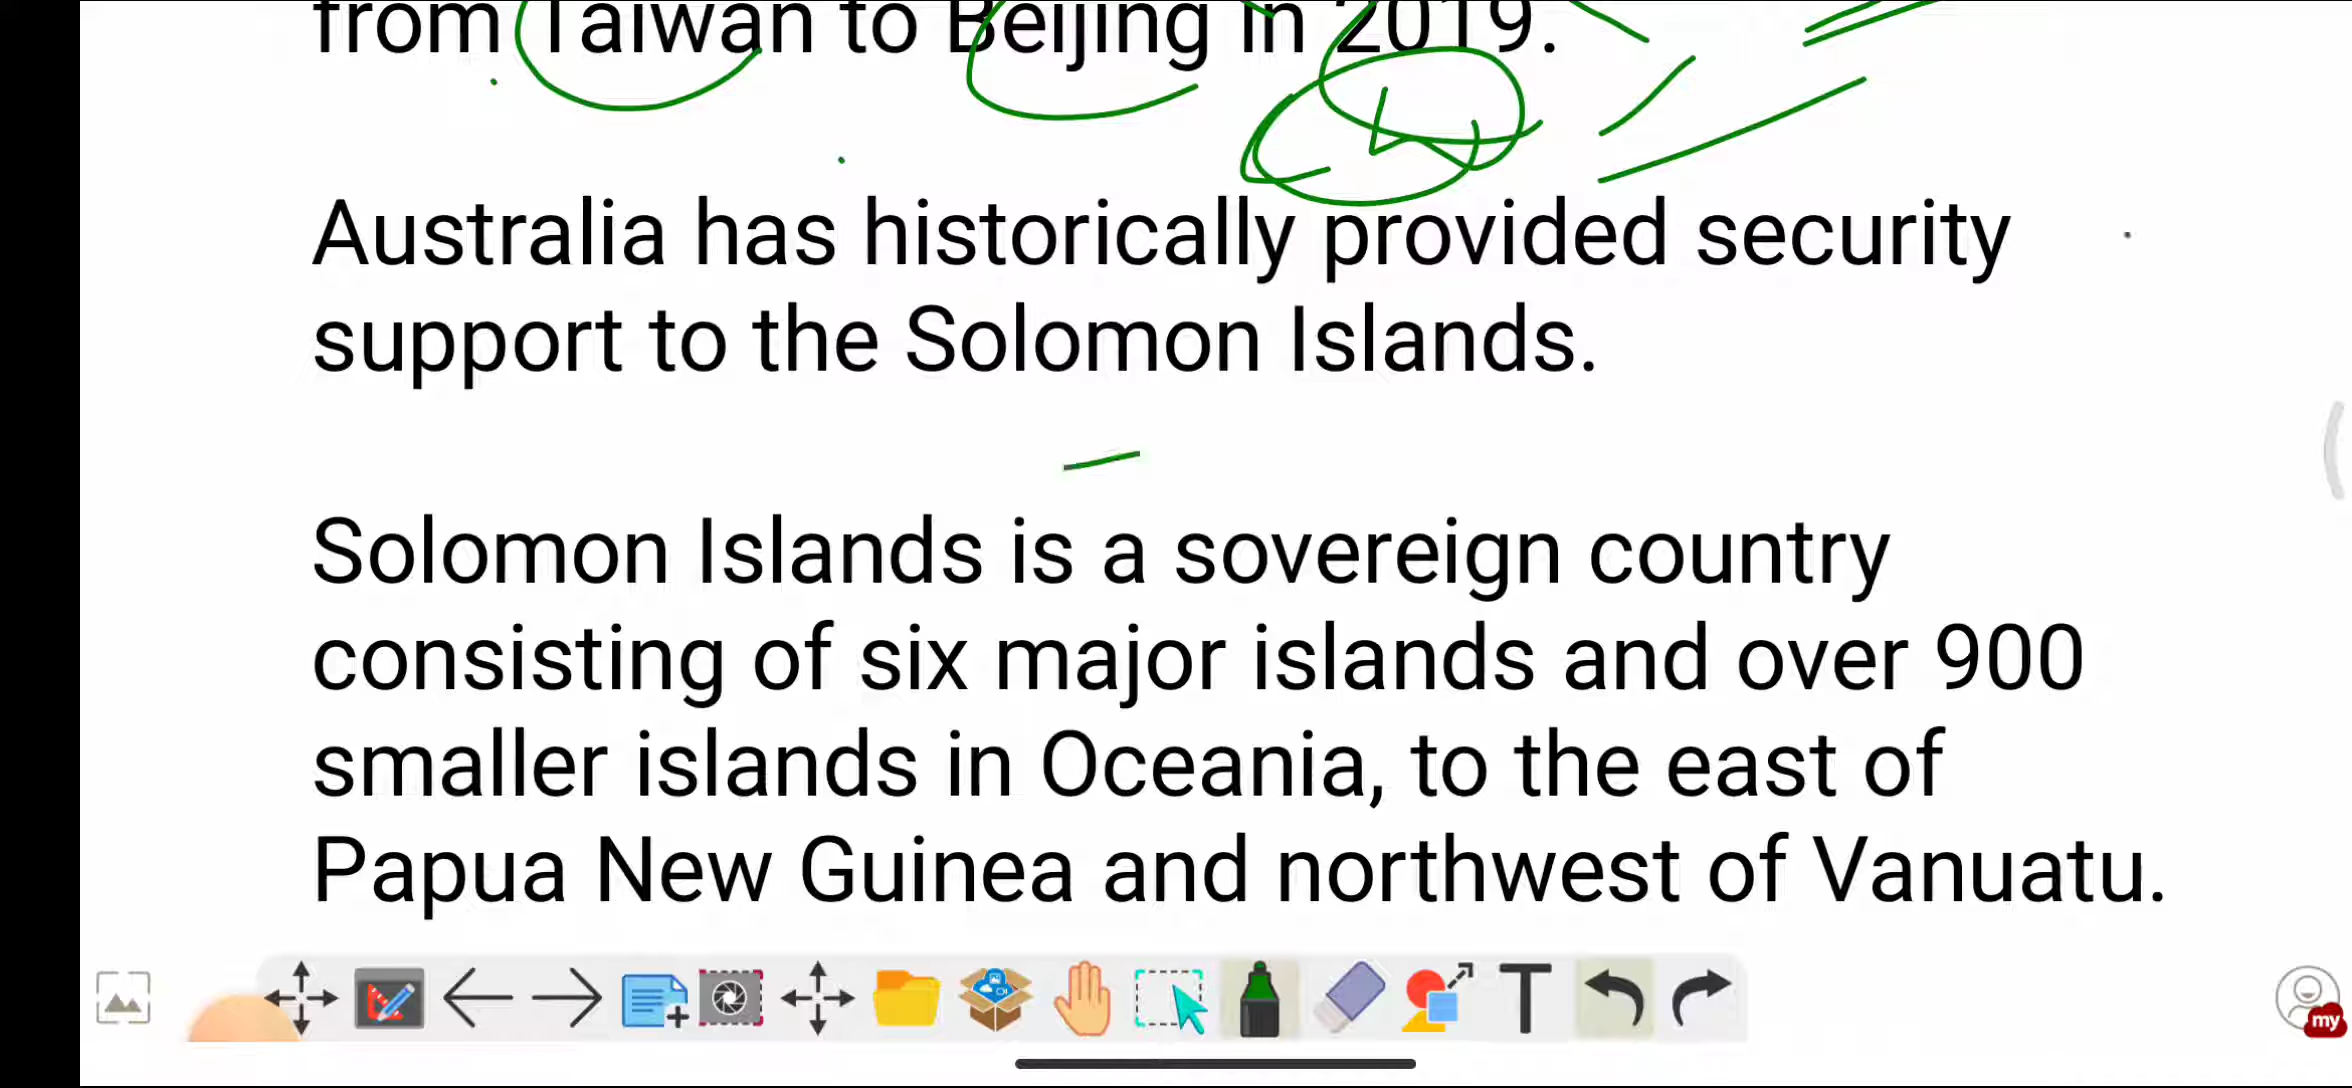 from Taiwan to Beijing in 2019.
Australia has historically provided security
support to the Solomon Islands.
Solomon Islands is a sovereign country
consisting of six major islands and over 900
smaller islands in Oceania, to the east of
Papua New Guinea and northwest of Vanuatu.
T
my